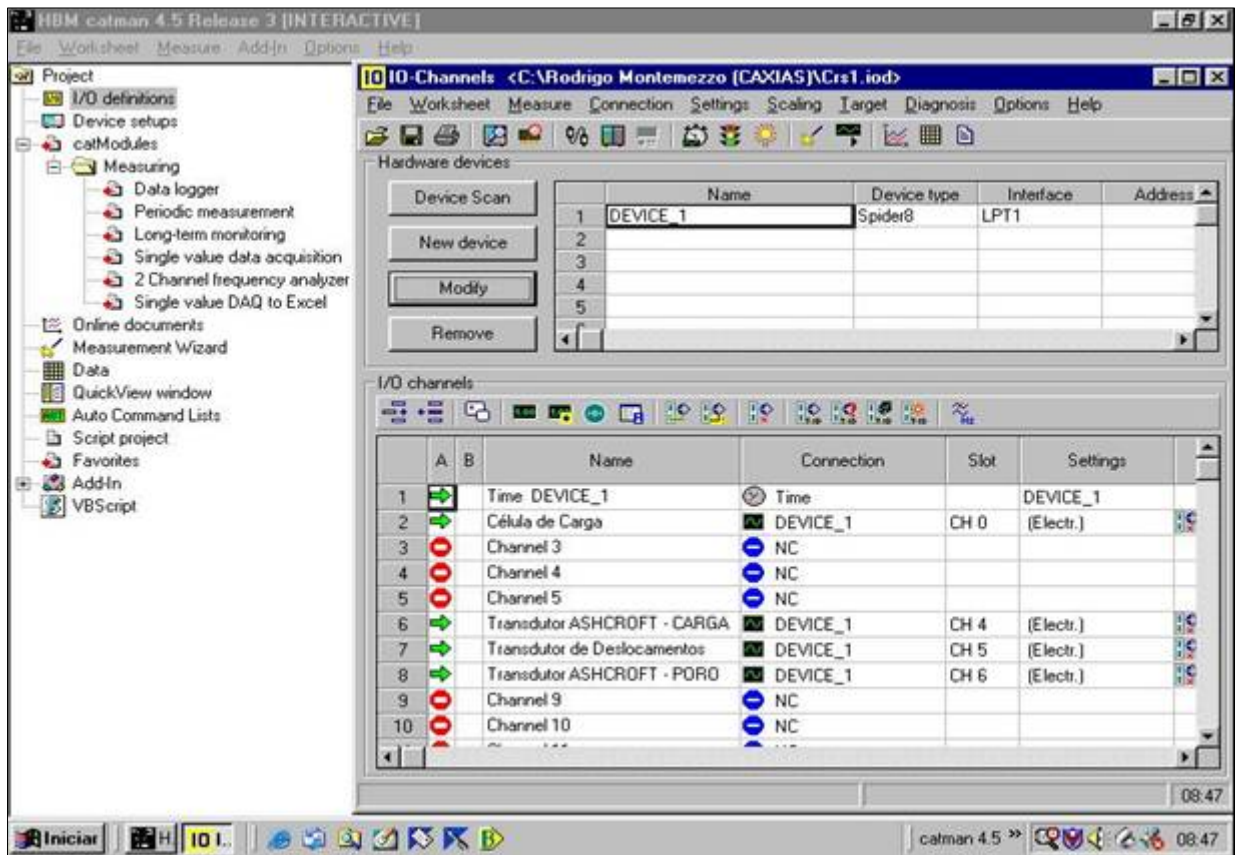 HBM catman 4.5 Release 3 [INTERACTIVE]
File Worksheet Measure Add-In Options Help
Project
I/O definitions
Device setups
catModules
Measuring
Data logger
Periodic measurement
Long-term monitoring
Single value data acquisition
2 Channel frequency analyzer
Single value DAQ to Excel
Online documents
Measurement Wizard
Data
QuickView window
Auto Command Lists
Script project
Favorites
Add-In
VBScript
IO IO-Channels <C:\Rodrigo Montemezzo (CAXIAS)\Crs1.iod>
File Worksheet Measure Connection Settings Scaling Target Diagnosis Options Help
Hardware devices
Device Scan
New device
Modify
Remove
Name Device type Interface Address
1 DEVICE_1 Spider8 LPT1
2
3
4
5
I/O channels
A B Name Connection Slot Settings
1 Time DEVICE_1 Time DEVICE_1
2 Célula de Carga DEVICE_1 CH 0 (Electr.)
3 Channel 3 NC
4 Channel 4 NC
5 Channel 5 NC
6 Transdutor ASHCROFT - CARGA DEVICE_1 CH 4 (Electr.)
7 Transdutor de Deslocamentos DEVICE_1 CH 5 (Electr.)
8 Transdutor ASHCROFT - PORO DEVICE_1 CH 6 (Electr.)
9 Channel 9 NC
10 Channel 10 NC
08:47
Iniciar H. IO I.. catman 4.5 » 08:47